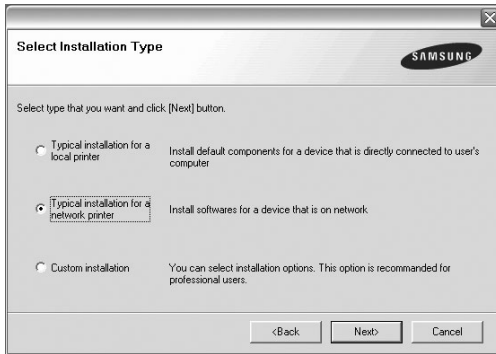 Select Installation Type
SAMSUNG
Select type that you want and click [Next] button.
Typical installation for a
local printer
Install default components for a device that is directly connected to user's
computer
Typical installation for a
network printer
Install softwares for a device that is on network
Custom installation
You can select installation options. This option is recommanded for
professional users.
<Back
Next>
Cancel